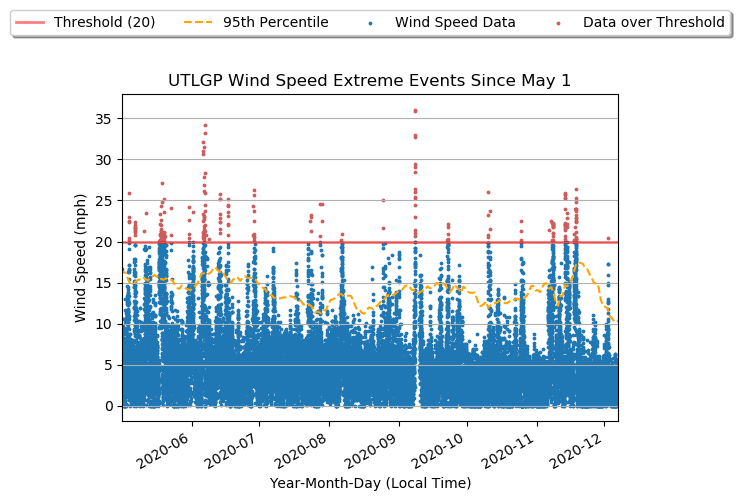 Threshold (20) 95th Percentile Wind Speed Data Data over Threshold
UTLGP Wind Speed Extreme Events Since May 1
Wind Speed (mph)
35
30
25
20
15
10
5
0
2020-06 2020-07 2020-08 2020-09 2020-10 2020-11 2020-12
Year-Month-Day (Local Time)